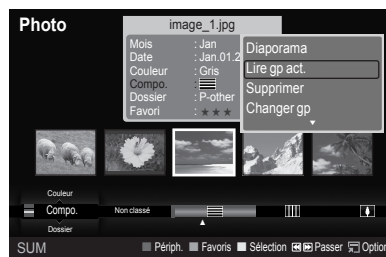 Photo
image_1.jpg
Mois : Jan
Date : Jan.01.2
Couleur : Gris
Compo. :
Dossier : P-other
Favori : ★ ★ ★
Diaporama
Lire gp act.
Supprimer
Changer gp
Couleur
Compo.
Non classé
Dossier
SUM
Périph.
Favoris
Sélection
Passer
Option